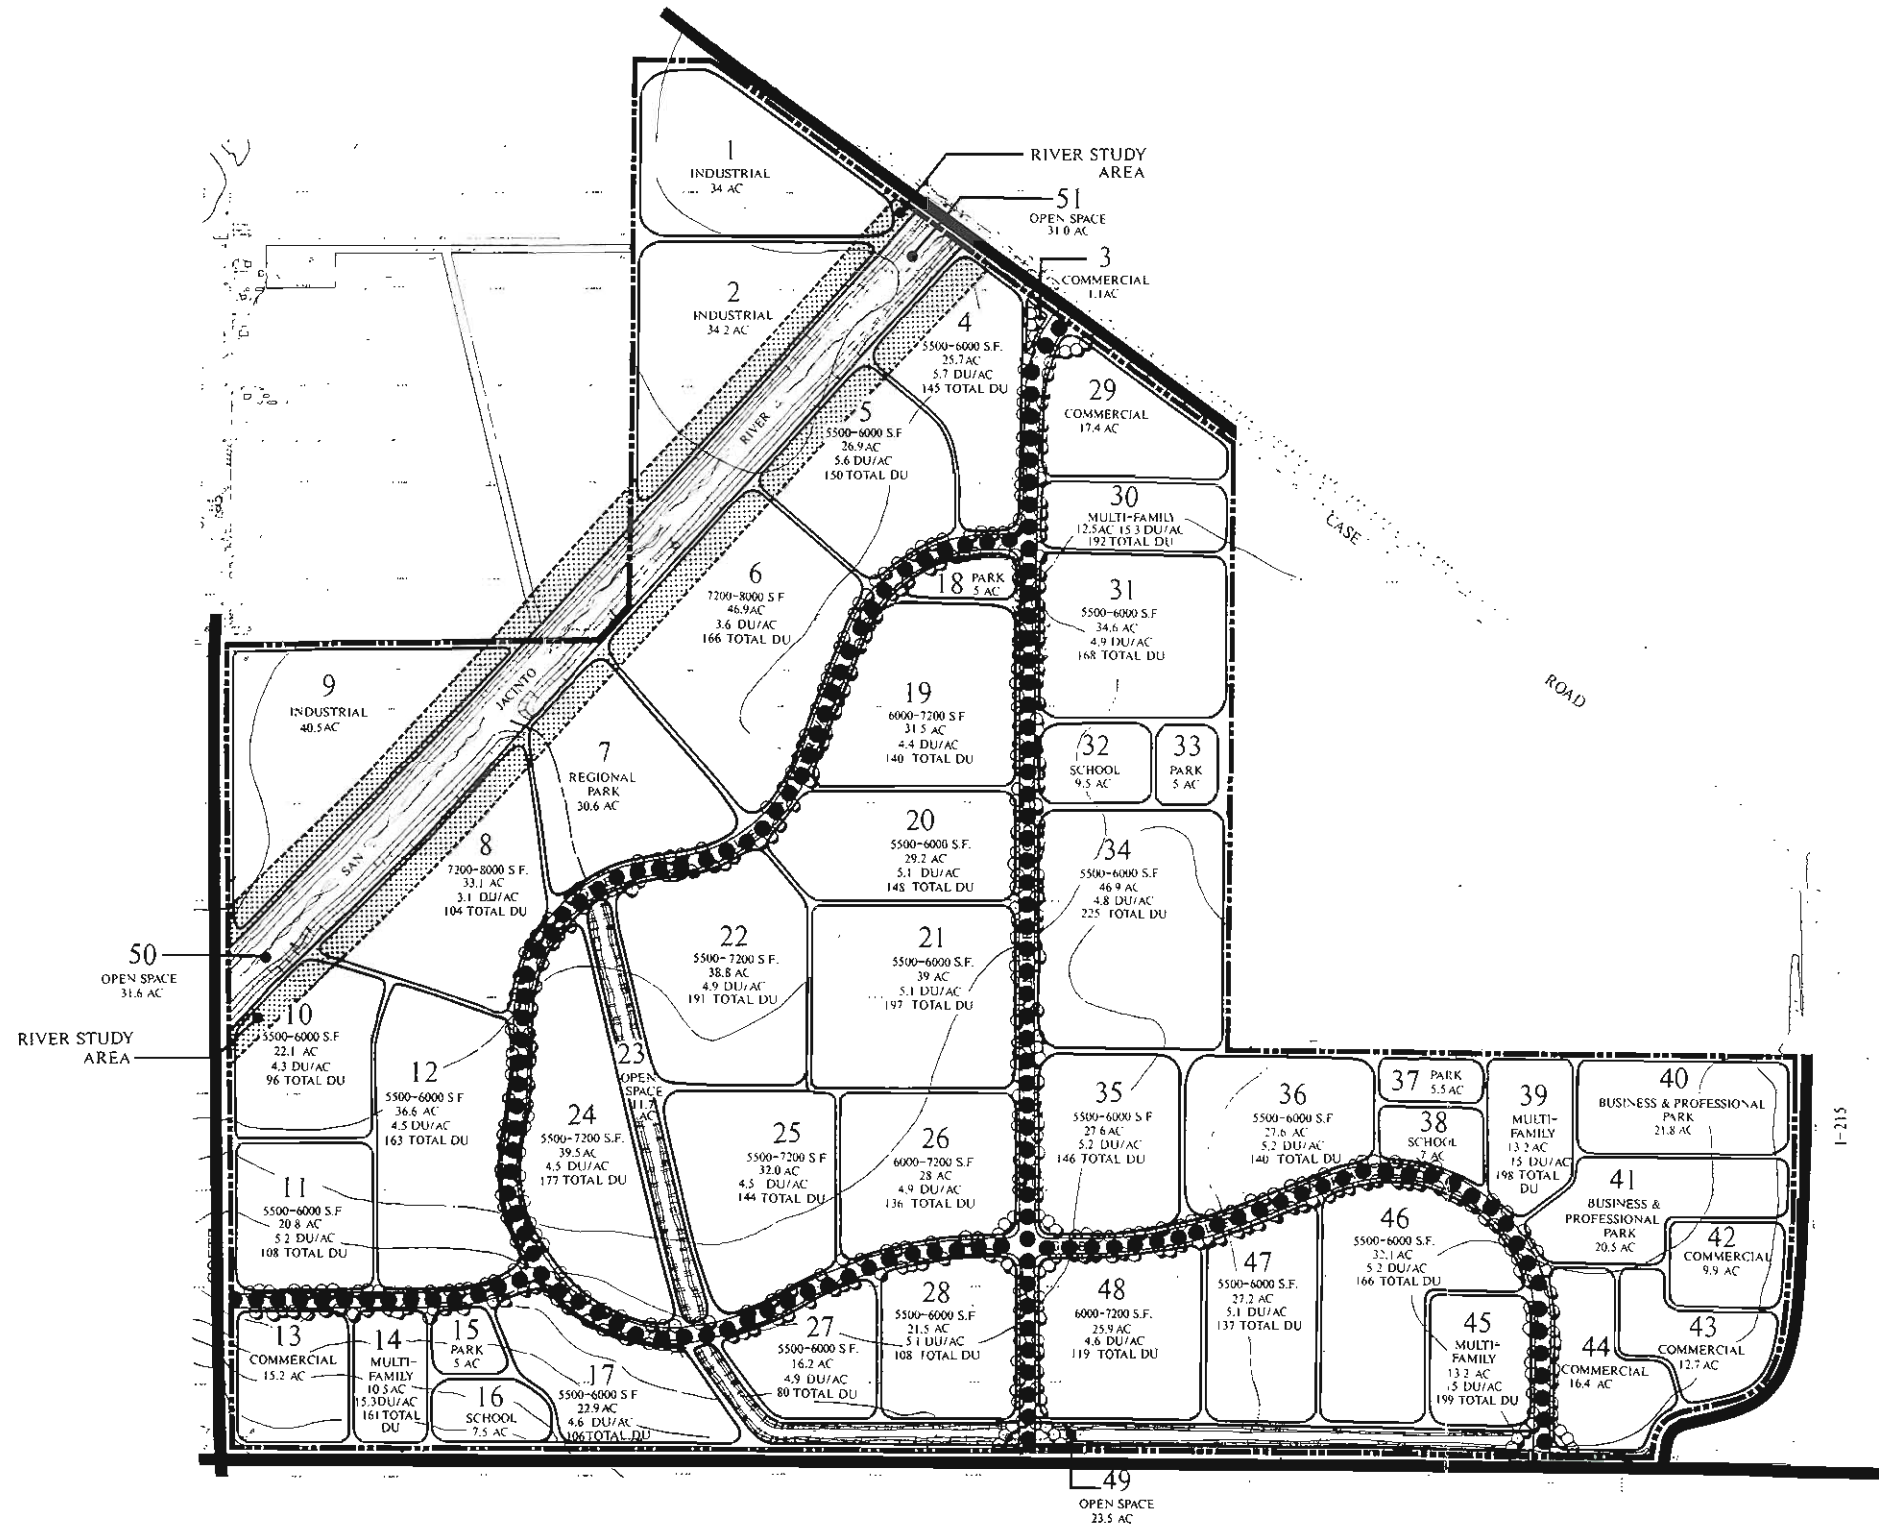 1
INDUSTRIAL
34 AC
RIVER STUDY
AREA
51
OPEN SPACE
31.0 AC
3
COMMERCIAL
1.1AC
2
INDUSTRIAL
34.2 AC
4
5500-6000 S.F.
25.7 AC
5.7 DU/AC
145 TOTAL DU
29
COMMERCIAL
17.4 AC
5
5500-6000 S.F
26.9 AC
5.6 DU/AC
150 TOTAL DU
RIVER
30
MULTI-FAMILY
12.5AC 15.3 DU/AC
192 TOTAL DU
CASE
ROAD
6
7200-8000 S.F
46.9AC
3.6 DU/AC
166 TOTAL DU
18 PARK
5 AC
31
5500-6000 S.F
34.6 AC
4.9 DU/AC
168 TOTAL DU
9
INDUSTRIAL
40.5AC
JACINTO
19
6000-7200 S.F
31.5 AC
4.4 DU/AC
140 TOTAL DU
7
REGIONAL
PARK
30.6 AC
32
SCHOOL
9.5 AC
33
PARK
5 AC
20
5500-6000 S.F.
29.2 AC
5.1 DU/AC
148 TOTAL DU
8
7200-8000 S.F.
33.1 AC
3.1 DU/AC
104 TOTAL DU
SAN
34
5500-6000 S.F
46.9 AC
4.8 DU/AC
225 TOTAL DU
50
OPEN SPACE
31.6 AC
22
5500-7200 S.F.
38.8 AC
4.9 DU/AC
191 TOTAL DU
21
5500-6000 S.F.
39 AC
5.1 DU/AC
197 TOTAL DU
RIVER STUDY
AREA
10
5500-6000 S.F
22.1 AC
4.3 DU/AC
96 TOTAL DU
12
5500-6000 S.F
36.6 AC
4.5 DU/AC
163 TOTAL DU
23
OPEN
SPACE
11.7
AC
24
5500-7200 S.F.
39.5 AC
4.5 DU/AC
177 TOTAL DU
25
5500-7200 S.F
32.0 AC
4.5 DU/AC
144 TOTAL DU
26
6000-7200 S.F
28 AC
4.9 DU/AC
136 TOTAL DU
35
5500-6000 S.F
27.6 AC
5.2 DU/AC
146 TOTAL DU
36
5500-6000 S.F
27.6 AC
5.2 DU/AC
140 TOTAL DU
37 PARK
5.5 AC
38
SCHOOL
7 AC
39
MULTI-
FAMILY
13.2 AC
15 DU/AC
198 TOTAL
DU
40
BUSINESS & PROFESSIONAL
PARK
21.8 AC
I-215
41
BUSINESS &
PROFESSIONAL
PARK
20.5 AC
42
COMMERCIAL
9.9 AC
11
5500-6000 S.F
20.8 AC
5.2 DU/AC
108 TOTAL DU
46
5500-6000 S.F.
32.1 AC
5.2 DU/AC
166 TOTAL DU
47
5500-6000 S.F.
27.2 AC
5.1 DU/AC
137 TOTAL DU
48
6000-7200 S.F.
25.9 AC
4.6 DU/AC
119 TOTAL DU
28
5500-6000 S.F
21.5 AC
5.1 DU/AC
108 TOTAL DU
27
5500-6000 S.F
16.2 AC
4.9 DU/AC
80 TOTAL DU
13
COMMERCIAL
15.2 AC
14
MULTI-
FAMILY
10.5AC
15.3DU/AC
161 TOTAL
DU
15
PARK
5 AC
16
SCHOOL
7.5 AC
17
5500-6000 S.F
22.9 AC
4.6 DU/AC
106 TOTAL DU
45
MULTI-
FAMILY
13.2 AC
15 DU/AC
199 TOTAL DU
44
COMMERCIAL
16.4 AC
43
COMMERCIAL
12.7 AC
49
OPEN SPACE
23.5 AC